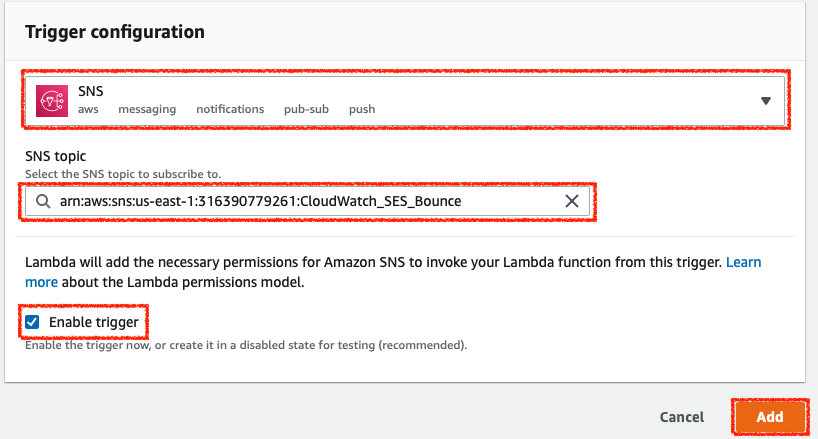 Trigger configuration
SNS
aws messaging notifications pub-sub push
SNS topic
Select the SNS topic to subscribe to.
arn:aws:sns:us-east-1:316390779261:CloudWatch_SES_Bounce
Lambda will add the necessary permissions for Amazon SNS to invoke your Lambda function from this trigger. Learn
more about the Lambda permissions model.
Enable trigger
Enable the trigger now, or create it in a disabled state for testing (recommended).
Cancel Add